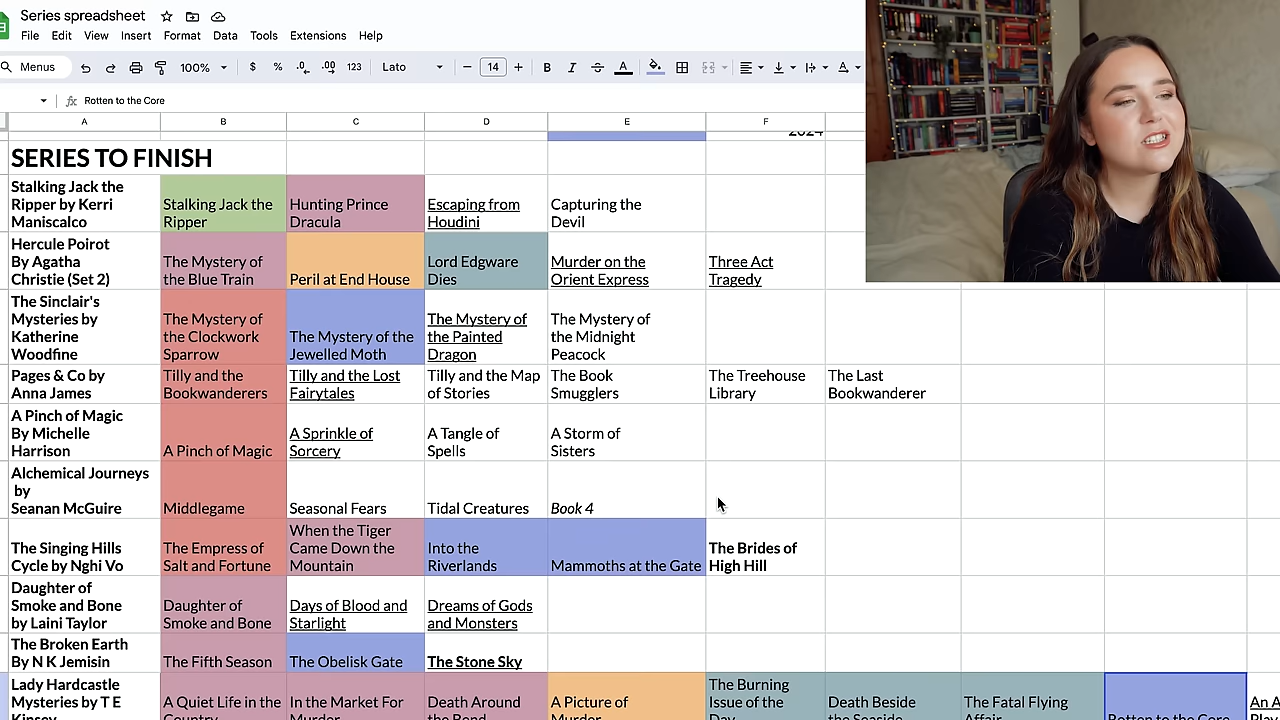 Series spreadsheet
File Edit View Insert Format Data Tools Extensions Help
Menus 100% $ % .0 .00 123 Lato 14 B I S A A
fx Rotten to the Core
A B C D E F
SERIES TO FINISH
Stalking Jack the
Ripper by Kerri
Maniscalco
Stalking Jack the
Ripper
Hunting Prince
Dracula
Escaping from
Houdini
Capturing the
Devil
Hercule Poirot
By Agatha
Christie (Set 2)
The Mystery of
the Blue Train
Peril at End House
Lord Edgware
Dies
Murder on the
Orient Express
Three Act
Tragedy
The Sinclair's
Mysteries by
Katherine
Woodfine
The Mystery of
the Clockwork
Sparrow
The Mystery of the
Jewelled Moth
The Mystery of
the Painted
Dragon
The Mystery of
the Midnight
Peacock
Pages & Co by
Anna James
Tilly and the
Bookwanderers
Tilly and the Lost
Fairytales
Tilly and the Map
of Stories
The Book
Smugglers
The Treehouse
Library
The Last
Bookwanderer
A Pinch of Magic
By Michelle
Harrison
A Pinch of Magic
A Sprinkle of
Sorcery
A Tangle of
Spells
A Storm of
Sisters
Alchemical Journeys
by
Seanan McGuire
Middlegame
Seasonal Fears
Tidal Creatures
Book 4
The Singing Hills
Cycle by Nghi Vo
The Empress of
Salt and Fortune
When the Tiger
Came Down the
Mountain
Into the
Riverlands
Mammoths at the Gate
The Brides of
High Hill
Daughter of
Smoke and Bone
by Laini Taylor
Daughter of
Smoke and Bone
Days of Blood and
Starlight
Dreams of Gods
and Monsters
The Broken Earth
By N K Jemisin
The Fifth Season
The Obelisk Gate
The Stone Sky
Lady Hardcastle
Mysteries by T E
Kinsey
A Quiet Life in the
Country
In the Market For
Murder
Death Around
the Bend
A Picture of
Murder
The Burning
Issue of the
Day
Death Beside
the Seaside
The Fatal Flying
Affair
Rotten to the Core
An A